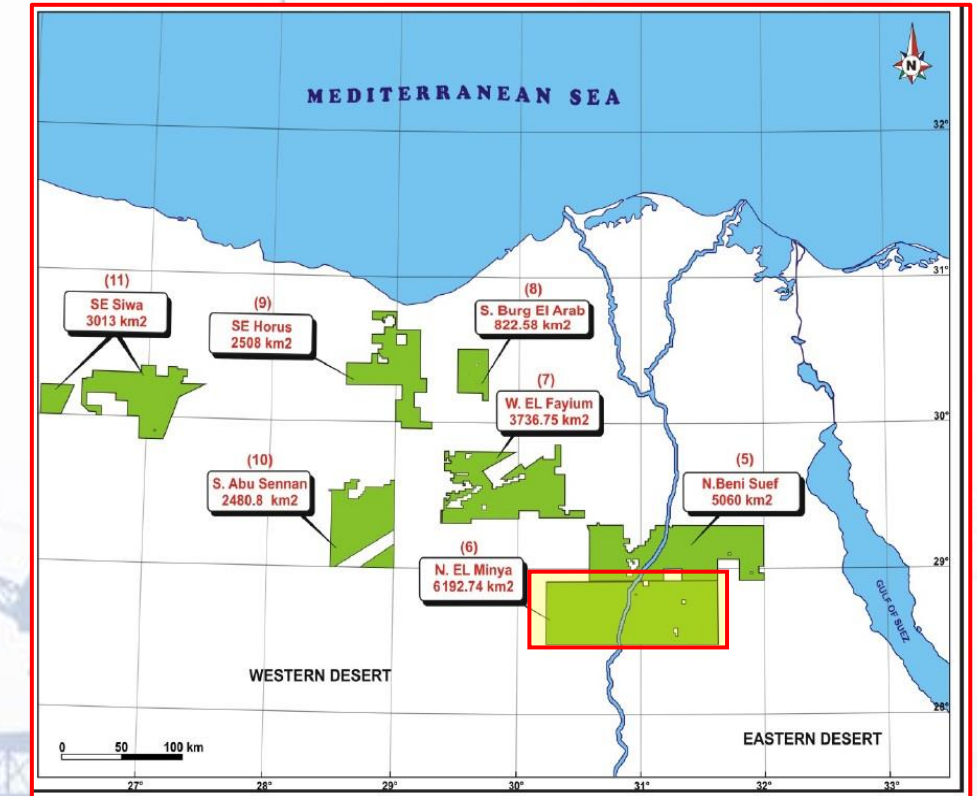 N
MEDITERRANEAN SEA
32°
31°
(11)
SE Siwa
3013 km2
(9)
SE Horus
2508 km2
(8)
S. Burg El Arab
822.58 km2
(7)
W. EL Fayium
3736.75 km2
30°
(10)
S. Abu Sennan
2480.8 km2
(5)
N.Beni Suef
5060 km2
(6)
N. EL Minya
6192.74 km2
29°
GULF OF SUEZ
WESTERN DESERT
28°
EASTERN DESERT
0 50 100 km
27° 28° 29° 30° 31° 32° 33°